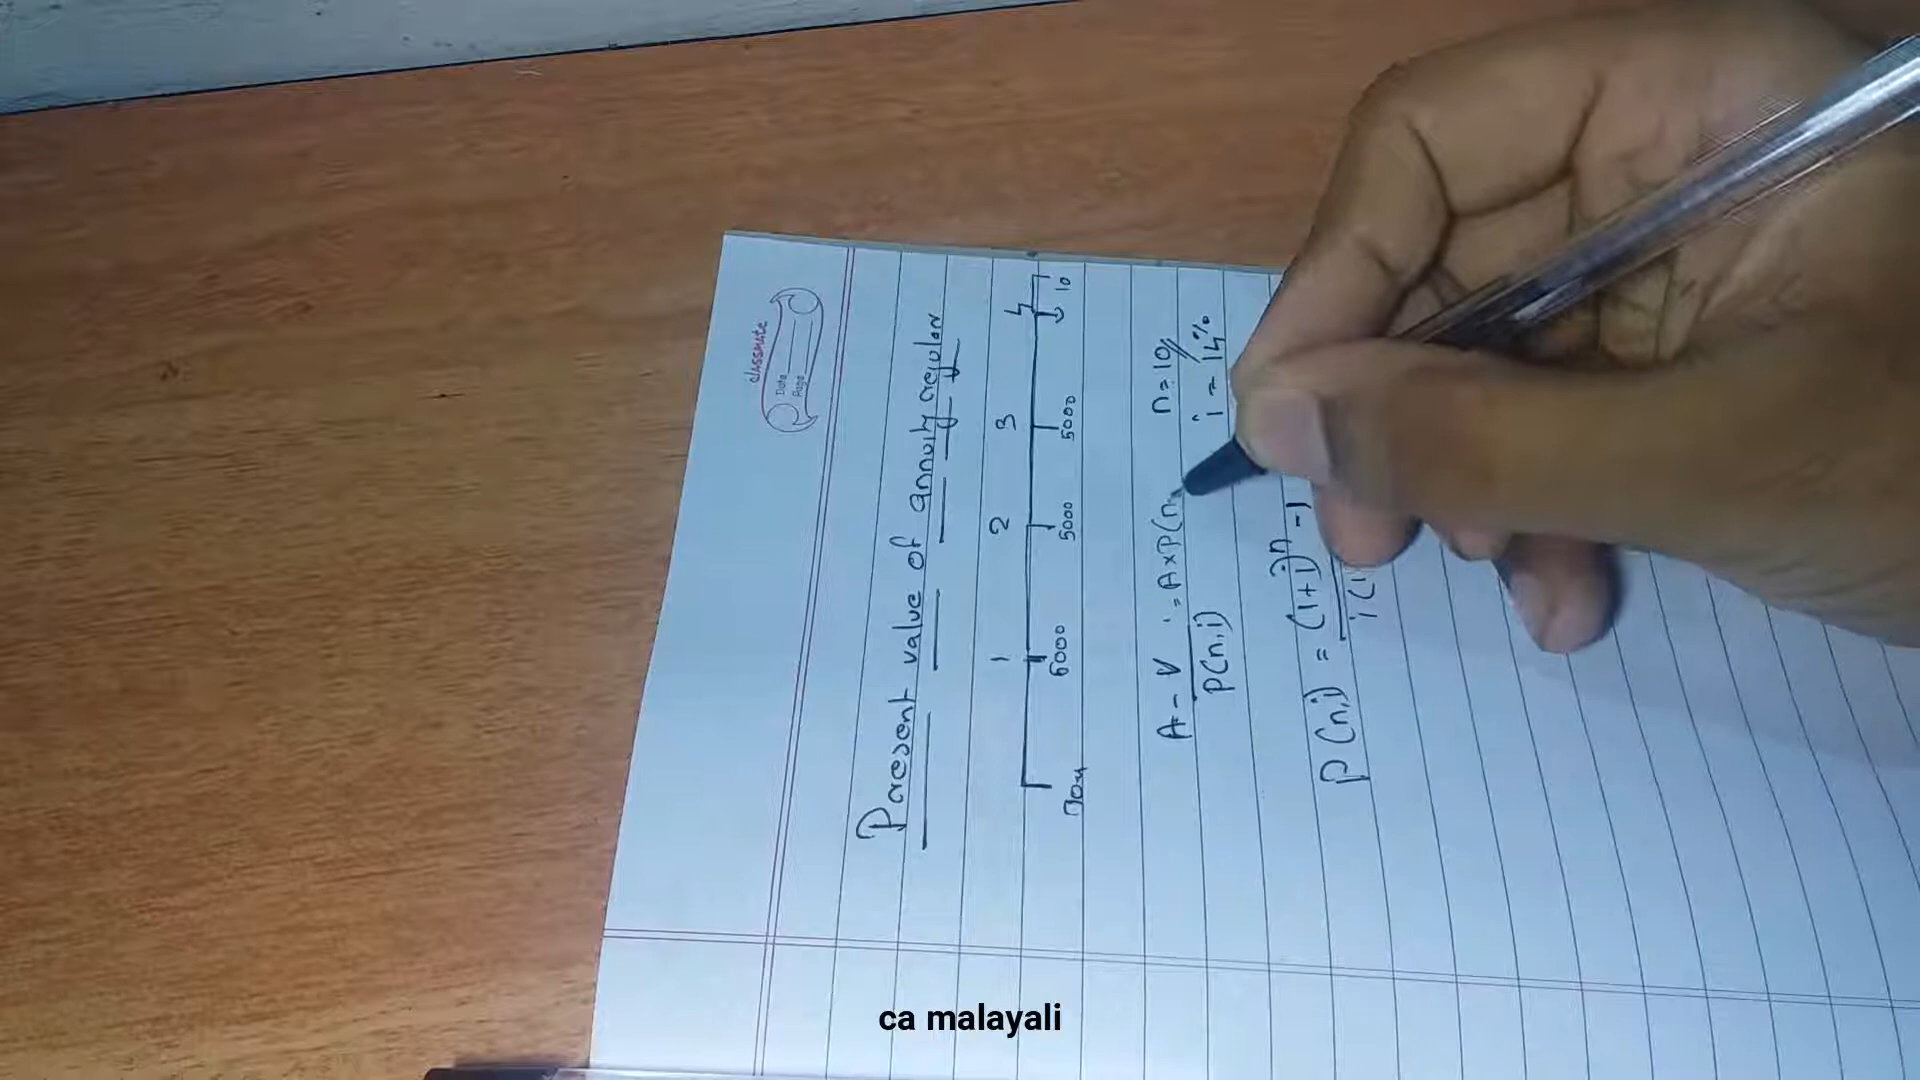 classmate
Date
Page
Present value of annuity regular
1 2 3
5000 5000 5000 10
A = V = A×P(n,
P(n,i)
n = 10
i = 14%
P(n,i) = (1+i)ⁿ - 1
i(1
ca malayali